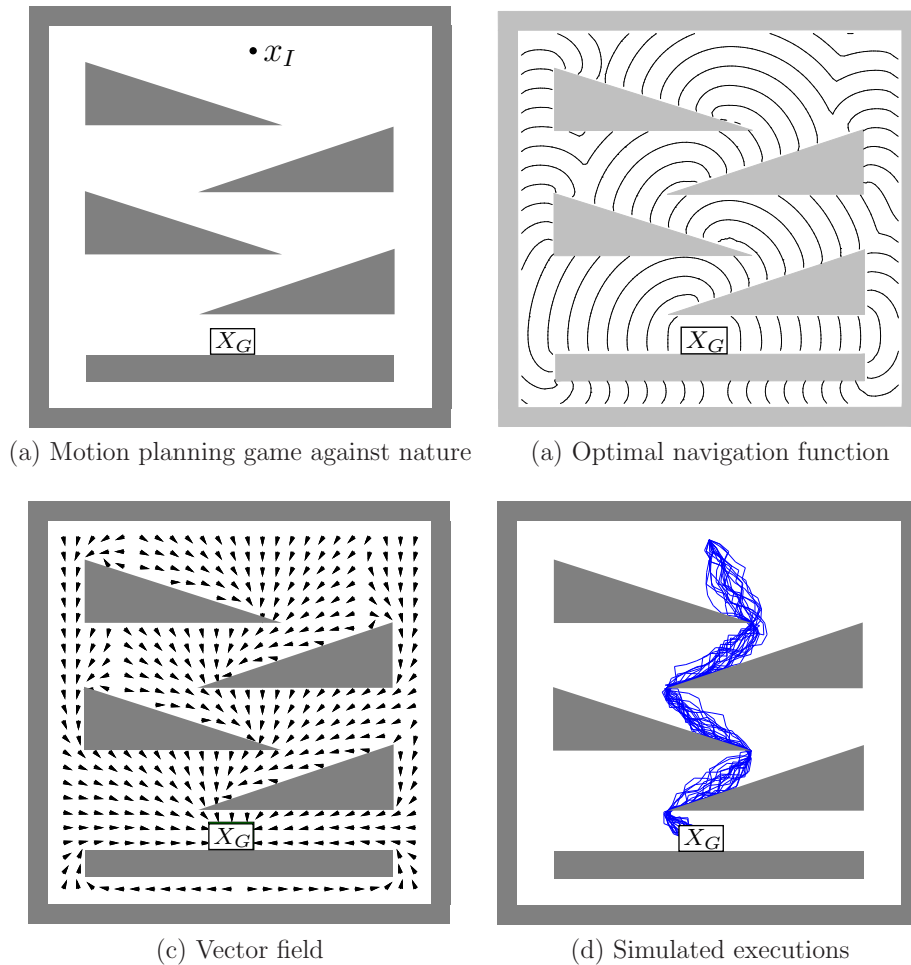 x_I
X_G
X_G
(a) Motion planning game against nature
(a) Optimal navigation function
X_G
X_G
(c) Vector field
(d) Simulated executions